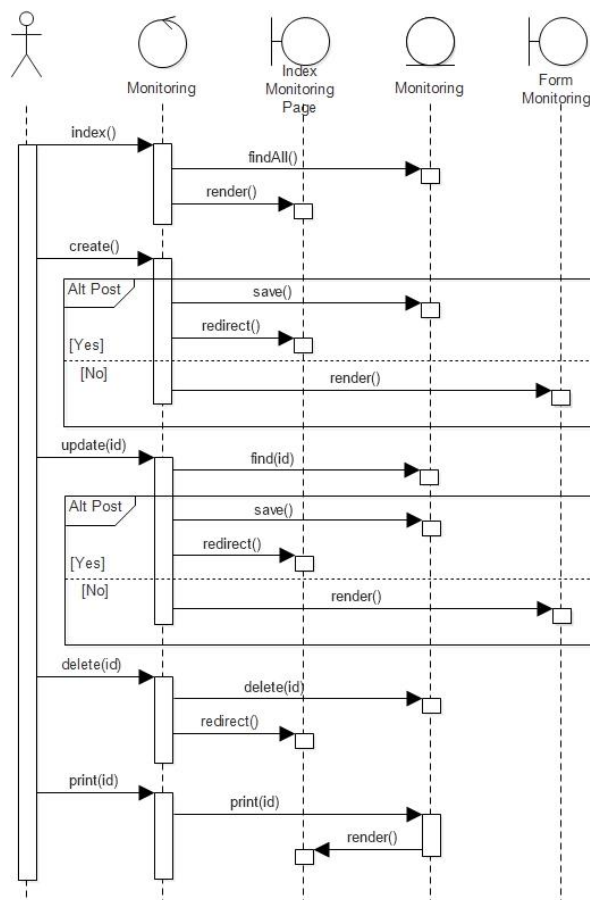 Monitoring
Index
Monitoring
Page
Monitoring
Form
Monitoring
index()
findAll()
render()
create()
Alt Post
save()
redirect()
[Yes]
[No]
render()
update(id)
find(id)
Alt Post
save()
redirect()
[Yes]
[No]
render()
delete(id)
delete(id)
redirect()
print(id)
print(id)
render()